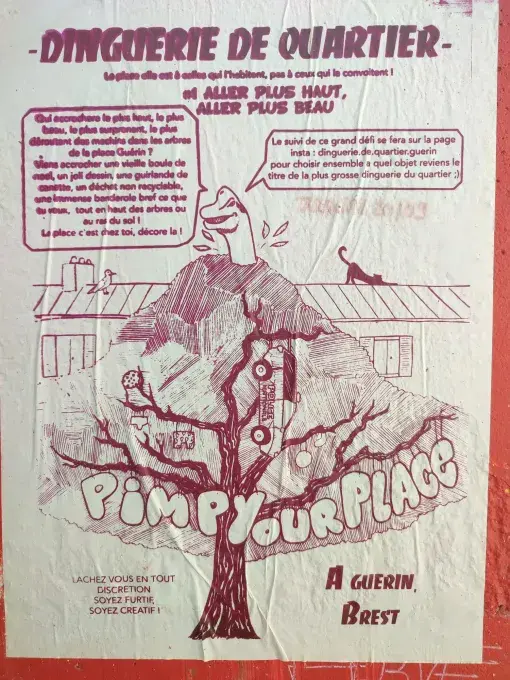 -DINGUERIE DE QUARTIER-
La place elle est à celles qui l'habitent, pas à ceux qui la convoitent !
et ALLER PLUS HAUT,
ALLER PLUS BEAU
Qui accrochera le plus haut, le plus
beau, le plus surprenant, le plus
déroutant des machins dans les arbres
de la place Guérin ?
Viens accrocher une vieille boule de
noël, un joli dessin, une guirlande de
canette, un déchet non recyclable,
une immense banderole bref ce que
tu veux, tout en haut des arbres ou
au ras du sol !
La place c'est chez toi, décore la !
Le suivi de ce grand défi se fera sur la page
insta : dinguerie.de.quartier.guerin
pour choisir ensemble a quel objet reviens le
titre de la plus grosse dinguerie du quartier ;)
PIMP YOUR PLACE
LACHEZ VOUS EN TOUT
DISCRETION
SOYEZ FURTIF,
SOYEZ CREATIF !
A GUERIN,
BREST